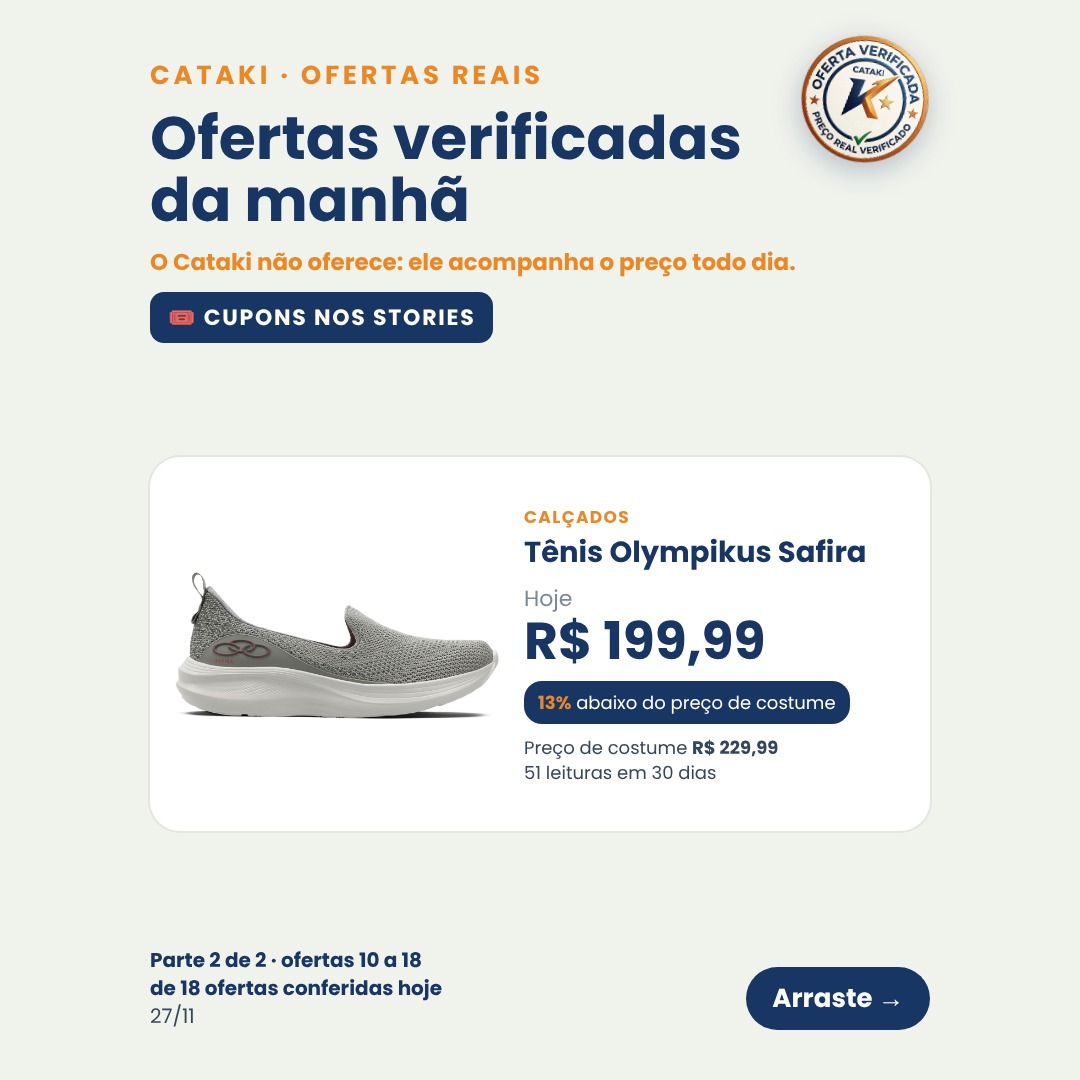 CATAKI · OFERTAS REAIS
Ofertas verificadas
da manhã
O Cataki não oferece: ele acompanha o preço todo dia.
CUPONS NOS STORIES
OFERTA VERIFICADA
CATAKI
PREÇO REAL VERIFICADO
CALÇADOS
Tênis Olympikus Safira
Hoje
R$ 199,99
13% abaixo do preço de costume
Preço de costume R$ 229,99
51 leituras em 30 dias
Parte 2 de 2 · ofertas 10 a 18
de 18 ofertas conferidas hoje
27/11
Arraste →